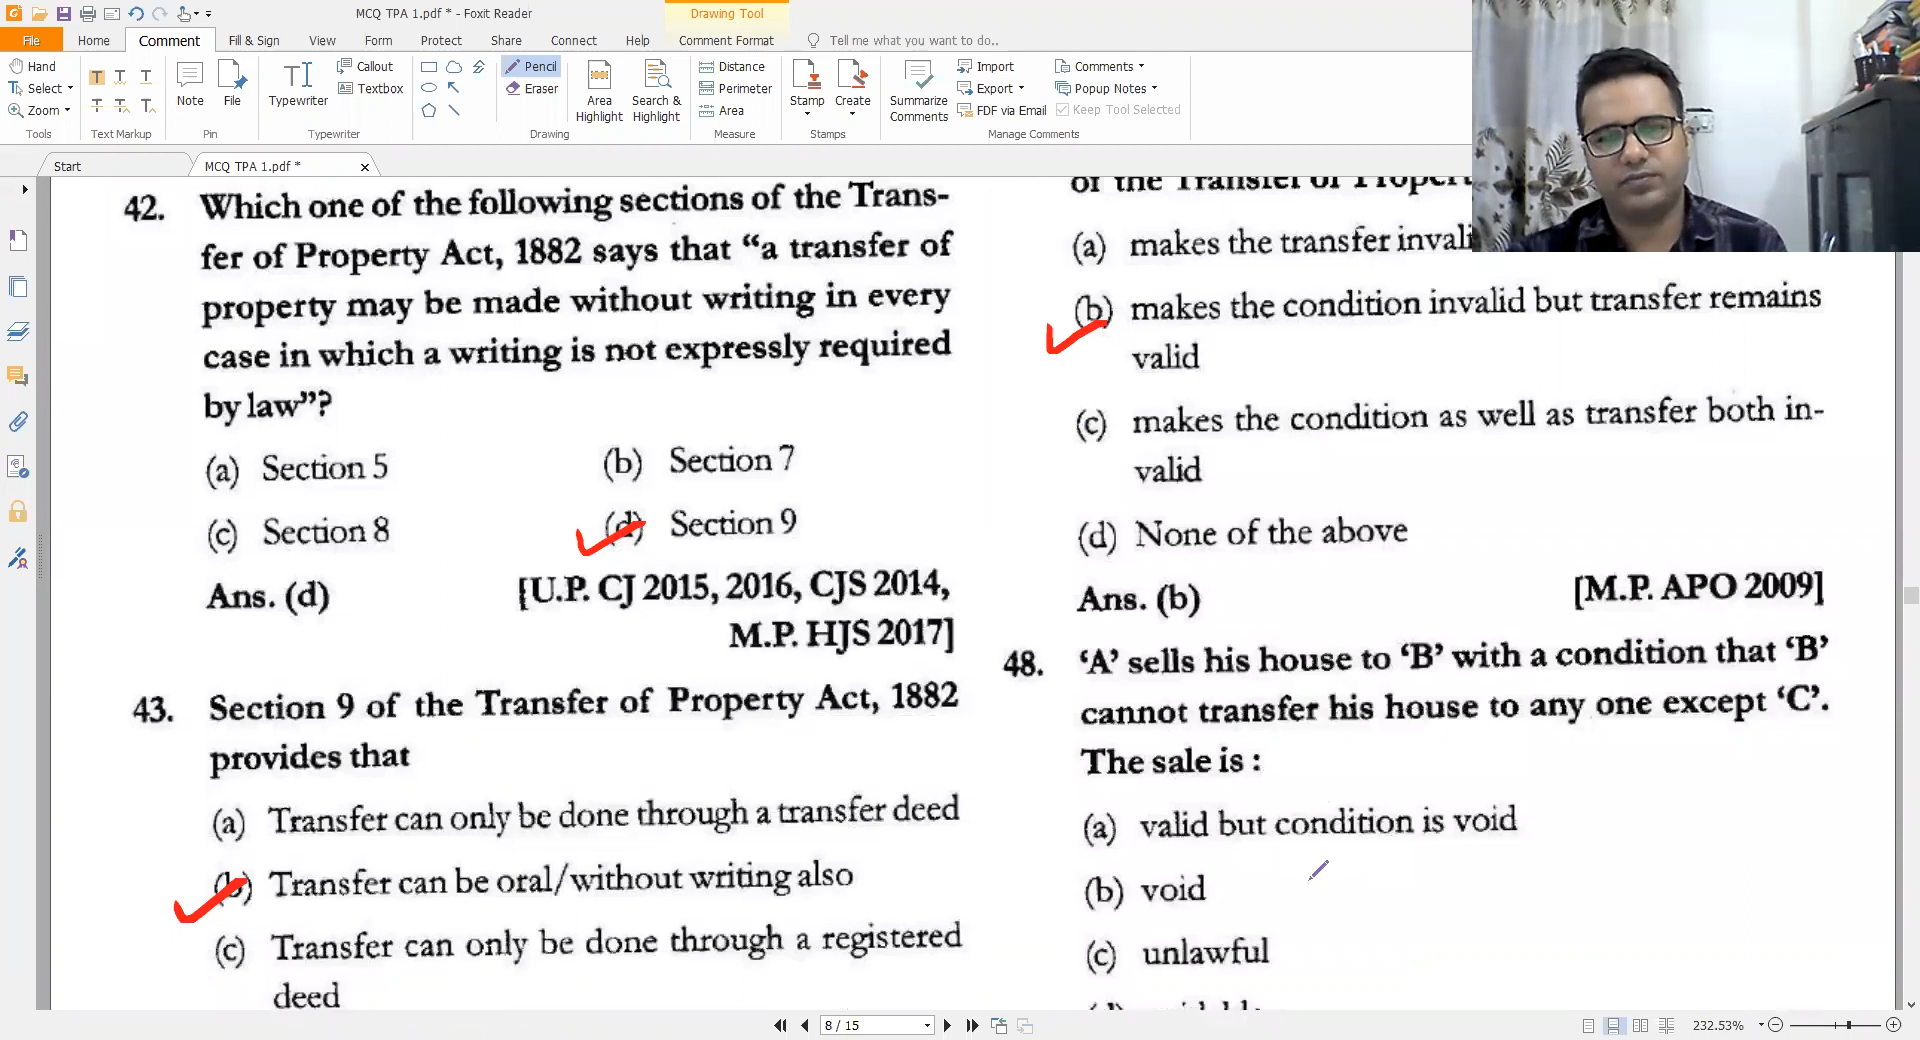 MCQ TPA 1.pdf * - Foxit Reader
Drawing Tool
File
Home
Comment
Fill & Sign
View
Form
Protect
Share
Connect
Help
Comment Format
Tell me what you want to do..
Hand
Select
Zoom
Tools
Text Markup
Note
File
Pin
Typewriter
Callout
Textbox
Typewriter
Pencil
Eraser
Drawing
Area
Highlight
Search &
Highlight
Distance
Perimeter
Area
Measure
Stamp
Create
Stamps
Summarize
Comments
Import
Export
FDF via Email
Comments
Popup Notes
Keep Tool Selected
Manage Comments
Start
MCQ TPA 1.pdf *
42. Which one of the following sections of the Trans-
fer of Property Act, 1882 says that “a transfer of
property may be made without writing in every
case in which a writing is not expressly required
by law”?
(a) Section 5
(b) Section 7
(c) Section 8
(d) Section 9
Ans. (d)
[U.P. CJ 2015, 2016, CJS 2014,
M.P. HJS 2017]
43. Section 9 of the Transfer of Property Act, 1882
provides that
(a) Transfer can only be done through a transfer deed
(b) Transfer can be oral/without writing also
(c) Transfer can only be done through a registered
deed
of the Transfer of
(a) makes the transfer
(b) makes the condition invalid but transfer remains
valid
(c) makes the condition as well as transfer both in-
valid
(d) None of the above
Ans. (b)
[M.P. APO 2009]
48. ‘A’ sells his house to ‘B’ with a condition that ‘B’
cannot transfer his house to any one except ‘C’.
The sale is :
(a) valid but condition is void
(b) void
(c) unlawful
8 / 15
232.53%